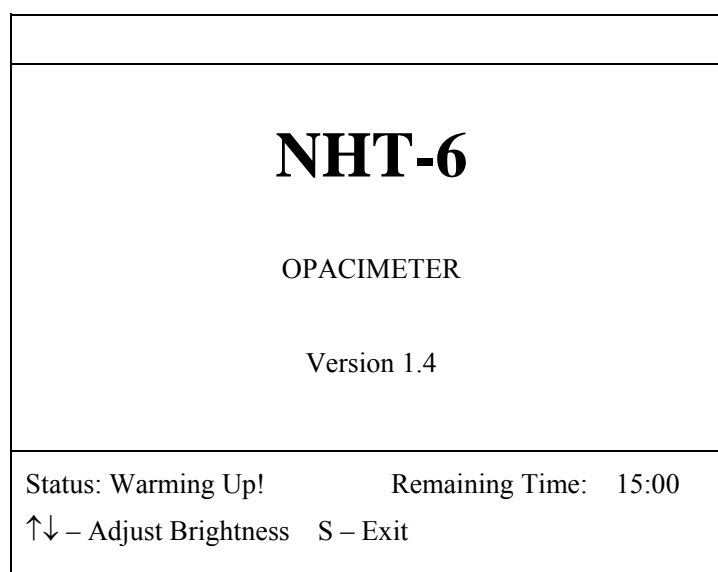 NHT-6
OPACIMETER
Version 1.4
Status: Warming Up! Remaining Time: 15:00
↑↓ – Adjust Brightness S – Exit